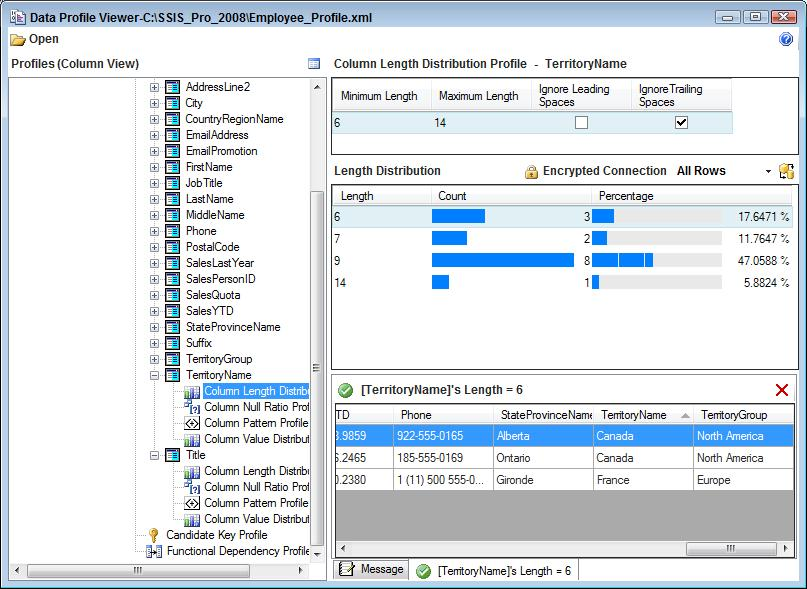 Data Profile Viewer-C:\SSIS_Pro_2008\Employee_Profile.xml
Open
Profiles (Column View)
AddressLine2
City
CountryRegionName
EmailAddress
EmailPromotion
FirstName
JobTitle
LastName
MiddleName
Phone
PostalCode
SalesLastYear
SalesPersonID
SalesQuota
SalesYTD
StateProvinceName
Suffix
TerritoryGroup
TerritoryName
Column Length Distrib
Column Null Ratio Prof
Column Pattern Profile
Column Value Distribut
Title
Column Length Distrib
Column Null Ratio Prof
Column Pattern Profile
Column Value Distribut
Candidate Key Profile
Functional Dependency Profile
Column Length Distribution Profile - TerritoryName
Minimum Length Maximum Length Ignore Leading Spaces Ignore Trailing Spaces
6 14
Length Distribution Encrypted Connection All Rows
Length Count Percentage
6 3 17.6471 %
7 2 11.7647 %
9 8 47.0588 %
14 1 5.8824 %
[TerritoryName]'s Length = 6
TD Phone StateProvinceName TerritoryName TerritoryGroup
3.9859 922-555-0165 Alberta Canada North America
6.2465 185-555-0169 Ontario Canada North America
0.2380 1 (11) 500 555-0... Gironde France Europe
Message [TerritoryName]'s Length = 6